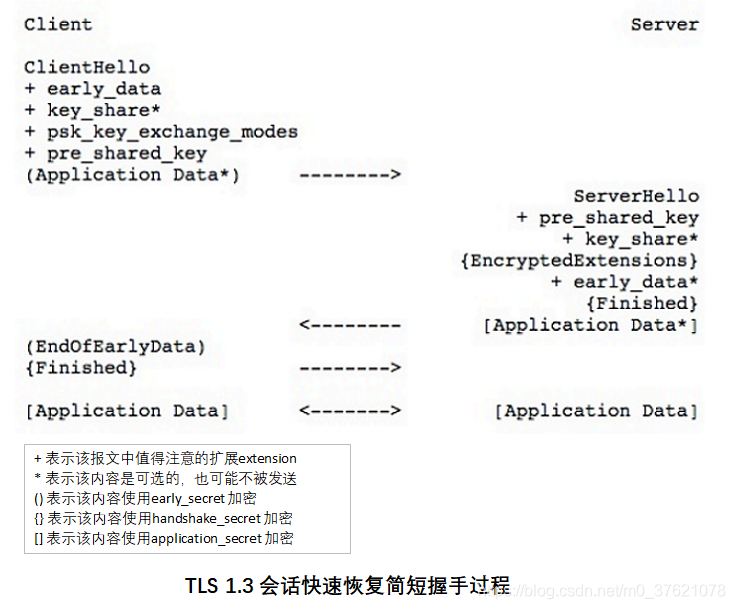 Client Server
ClientHello
+ early_data
+ key_share*
+ psk_key_exchange_modes
+ pre_shared_key
(Application Data*) -------->
ServerHello
+ pre_shared_key
+ key_share*
{EncryptedExtensions}
+ early_data*
{Finished}
<-------- [Application Data*]
(EndOfEarlyData)
{Finished} -------->
[Application Data] <-------> [Application Data]
+ 表示该报文中值得注意的扩展extension
* 表示该内容是可选的，也可能不被发送
() 表示该内容使用early_secret 加密
{} 表示该内容使用handshake_secret 加密
[] 表示该内容使用application_secret 加密
TLS 1.3 会话快速恢复简短握手过程
https://blog.csdn.net/m0_37621078